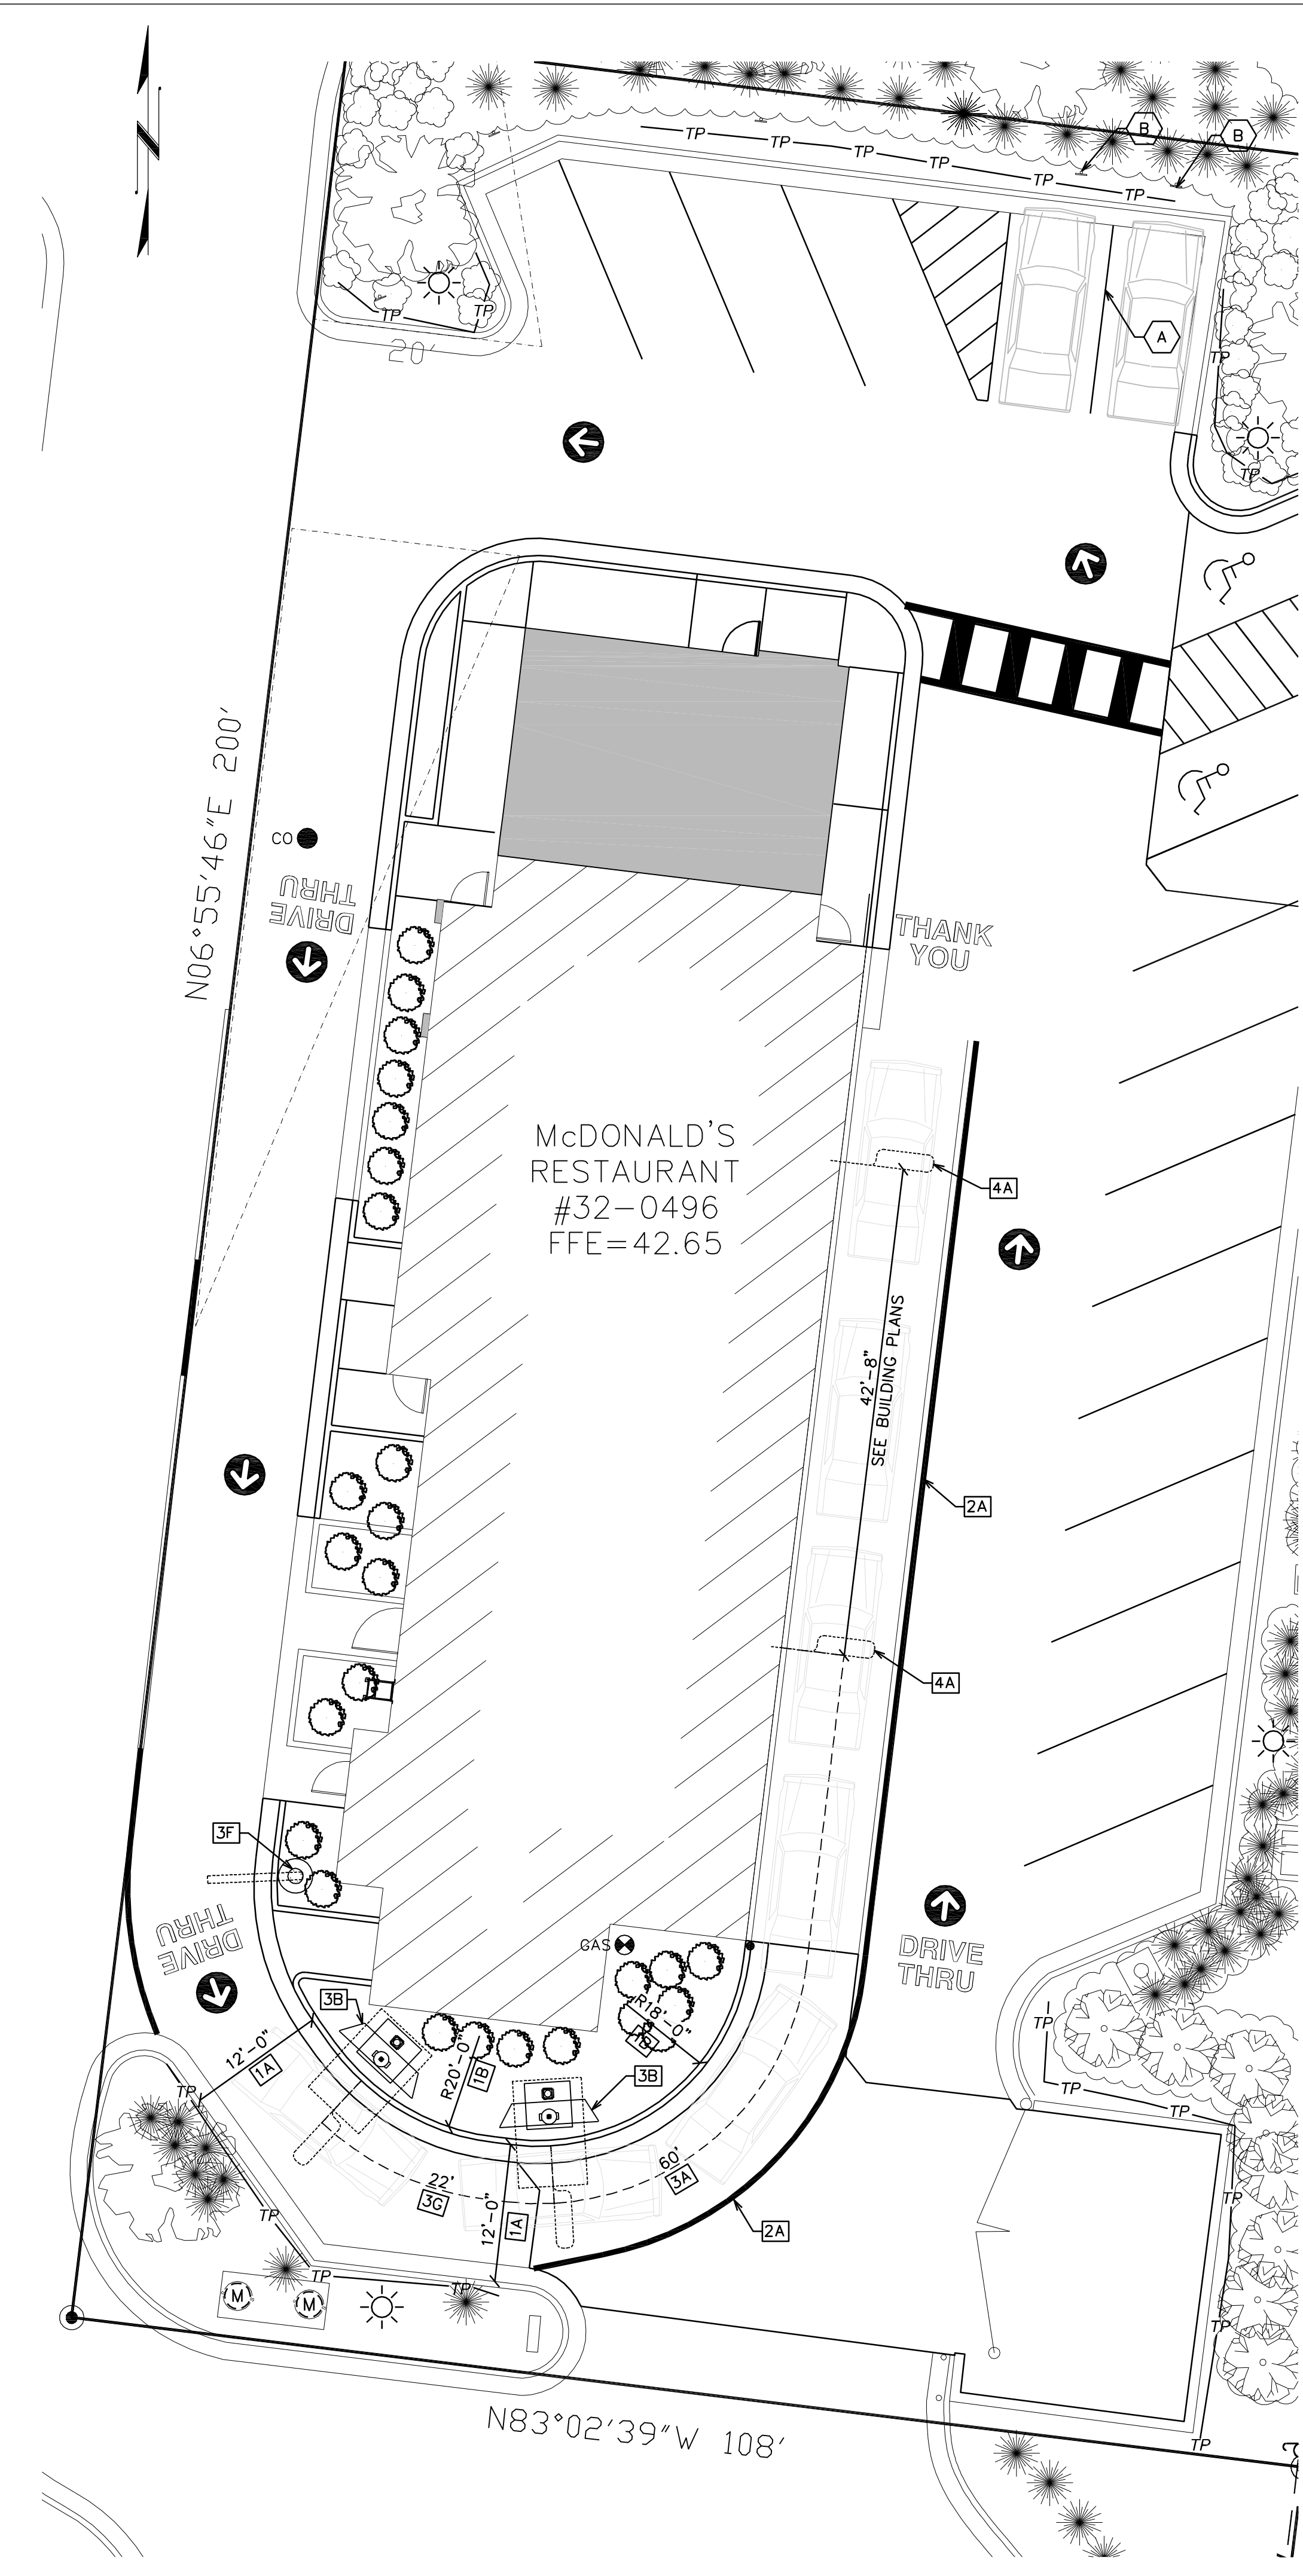 TP
TP
TP
TP
TP
TP
B
B
TP
TP
20'
A
TP
TP
N06°55'46"E 200'
CO
DRIVE
THRU
THANK
YOU
McDONALD'S
RESTAURANT
#32-0496
FFE=42.65
4A
42'-8"
SEE BUILDING PLANS
2A
4A
3F
DRIVE
THRU
GAS
DRIVE
THRU
3B
R18'-0"
12'-0"
1A
R20'-0"
1B
3B
TP
TP
TP
TP
22'
3G
60'
3A
12'-0"
1A
2A
TP
TP
TP
TP
M
M
TP
TP
N83°02'39"W 108'
TP